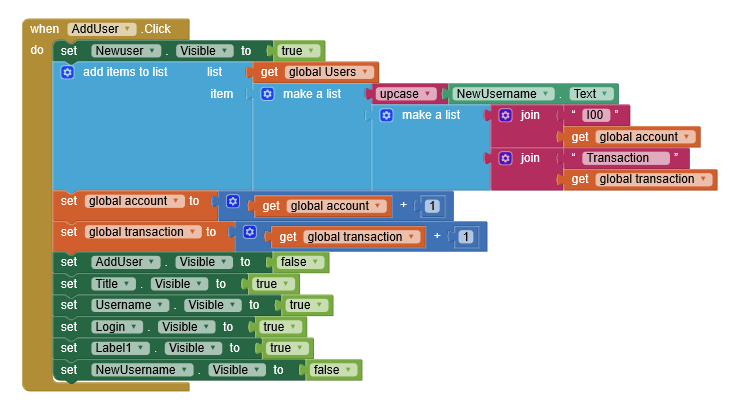 when AddUser .Click
do set Newuser . Visible to true
add items to list list get global Users
item make a list upcase NewUsername . Text
make a list join " I00 "
get global account
join " Transaction "
get global transaction
set global account to get global account + 1
set global transaction to get global transaction + 1
set AddUser . Visible to false
set Title . Visible to true
set Username . Visible to true
set Login . Visible to true
set Label1 . Visible to true
set NewUsername . Visible to false